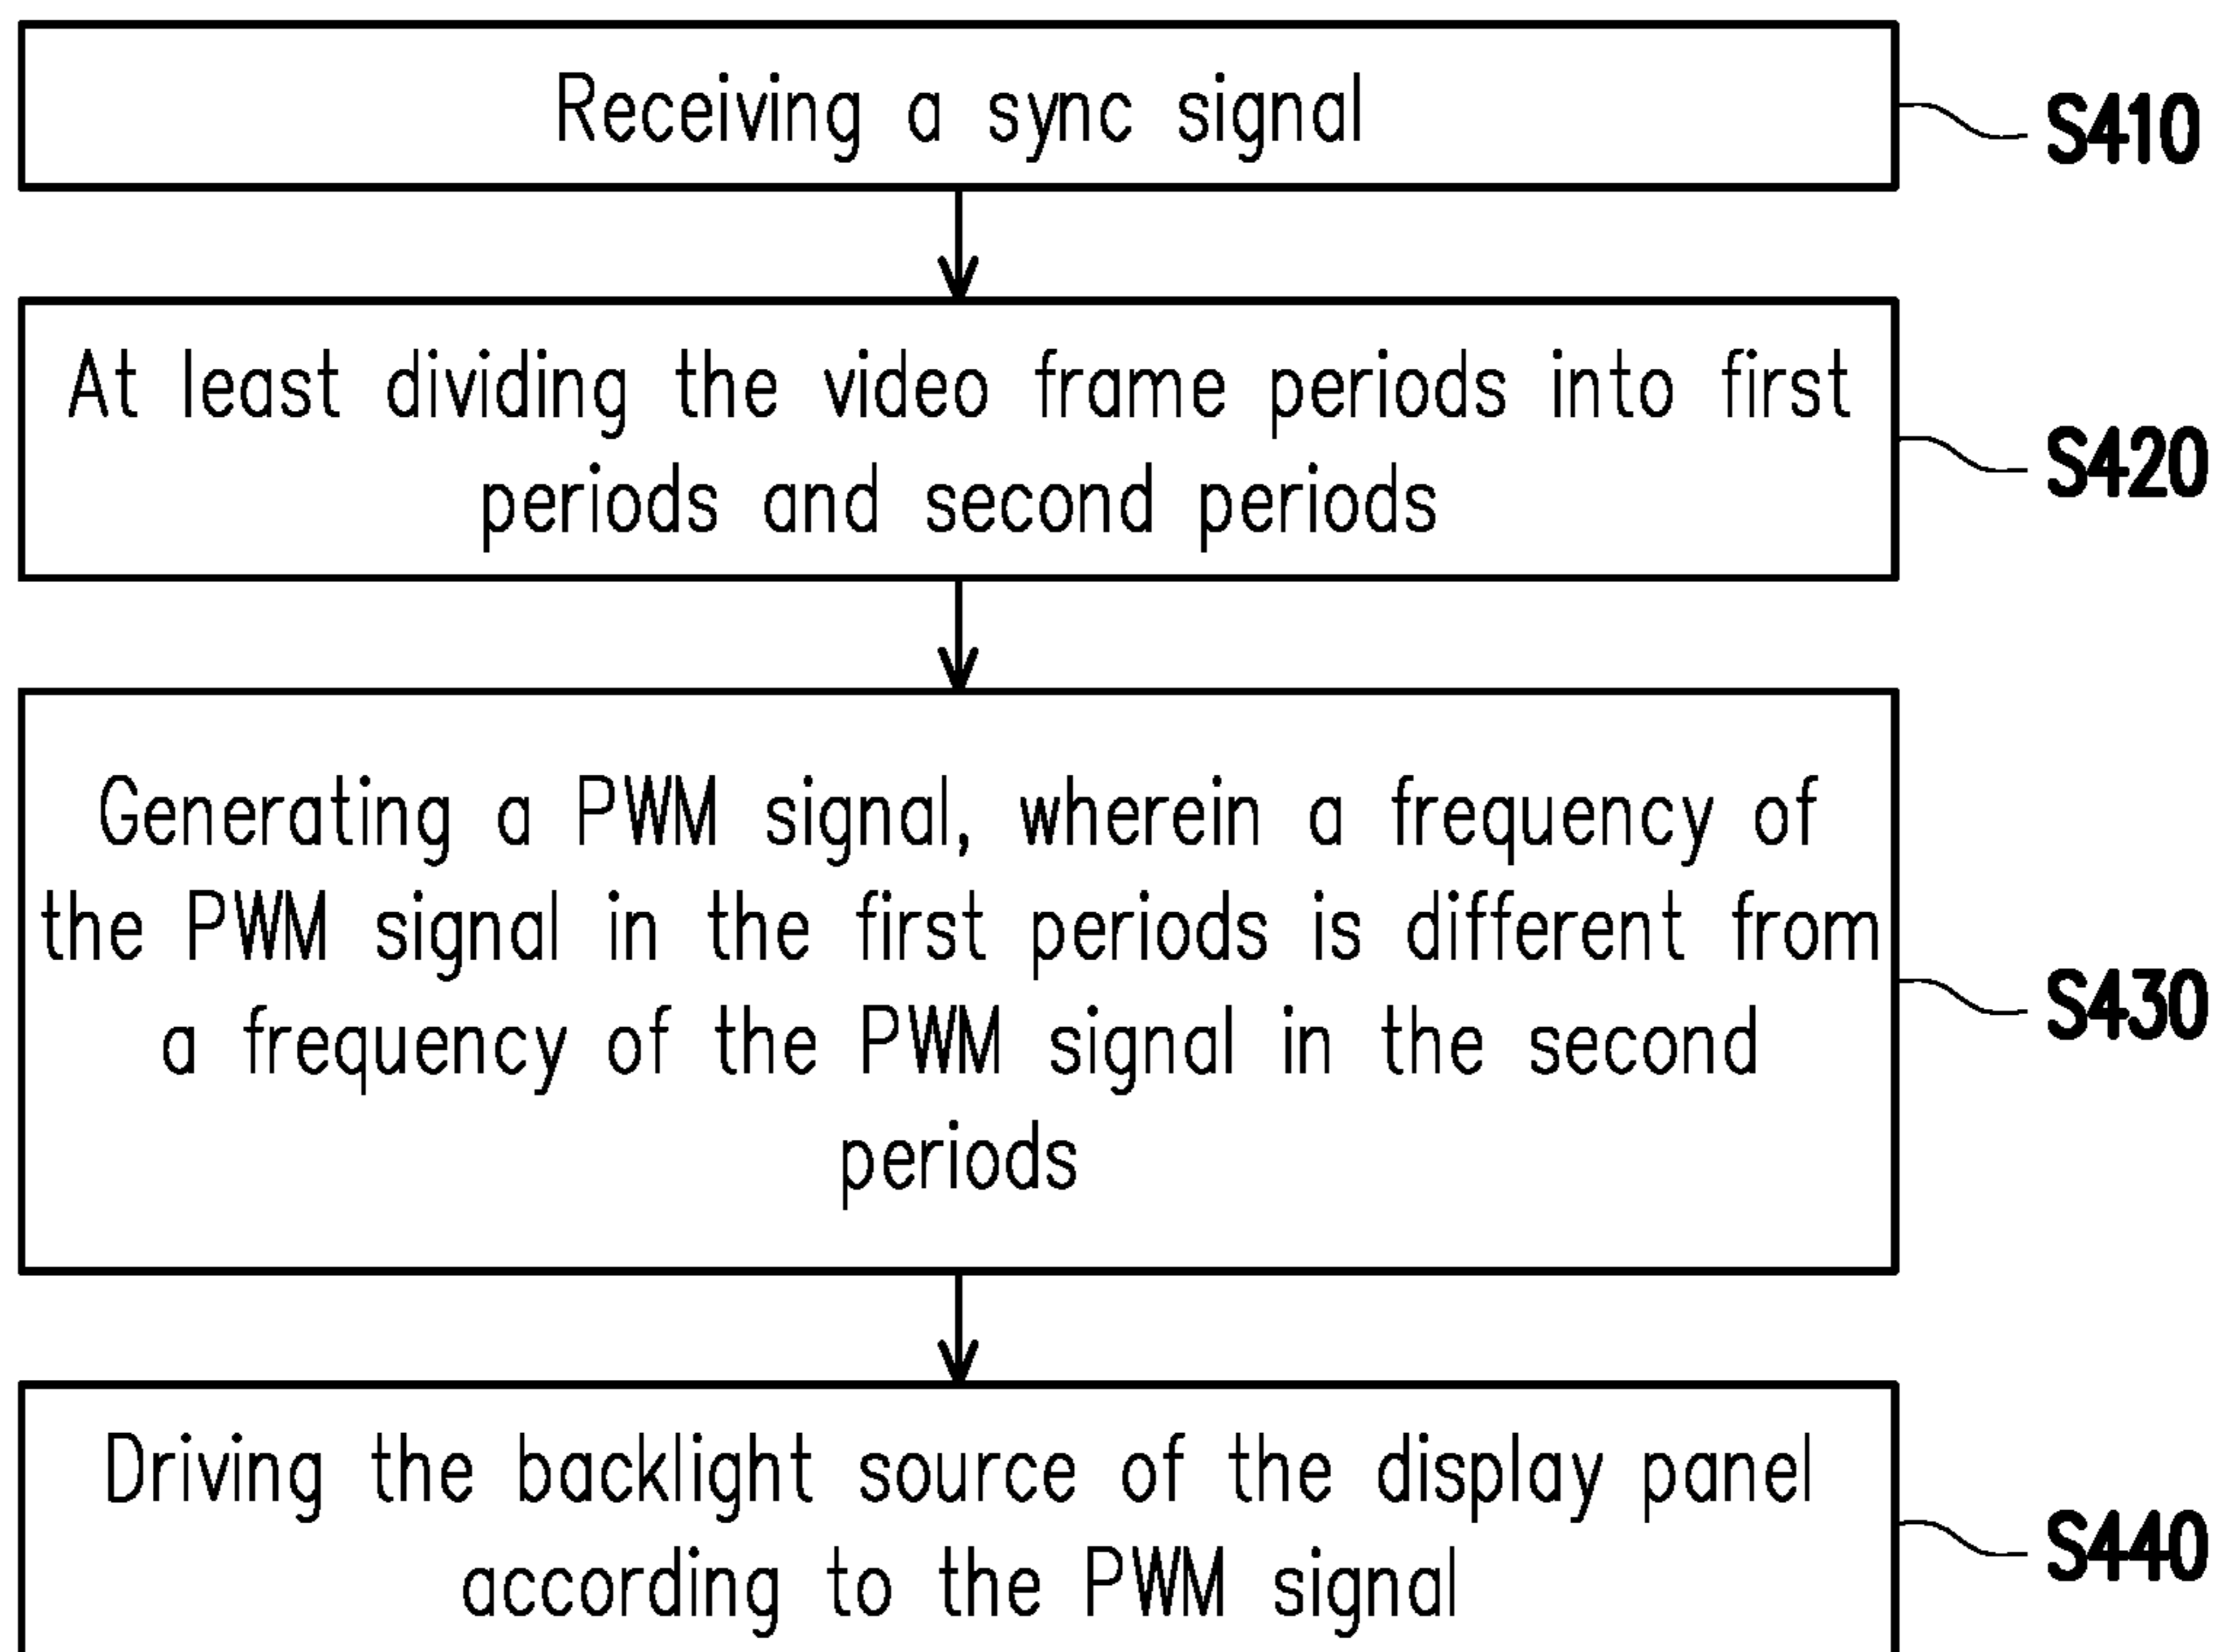 Receiving a sync signal
S410
At least dividing the video frame periods into first
periods and second periods
S420
Generating a PWM signal, wherein a frequency of
the PWM signal in the first periods is different from
a frequency of the PWM signal in the second
periods
S430
Driving the backlight source of the display panel
according to the PWM signal
S440